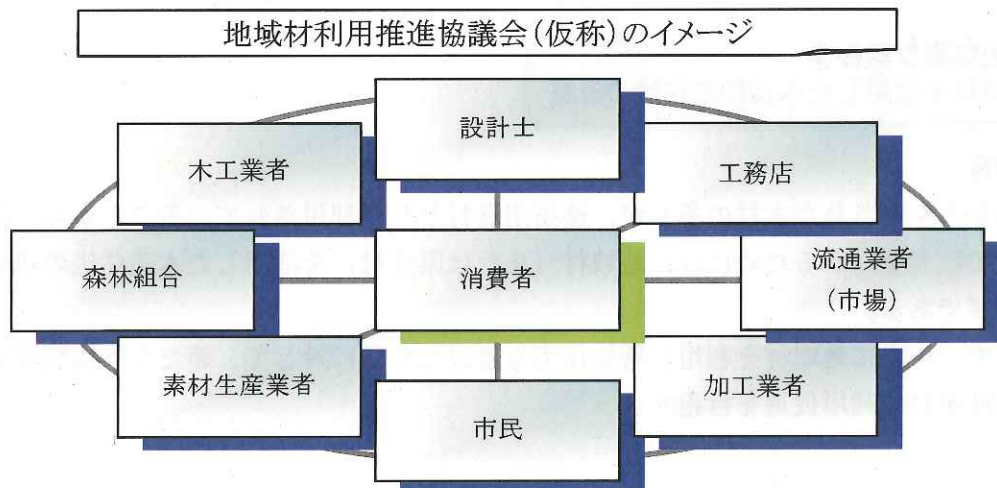 地域材利用推進協議会(仮称)のイメージ
設計士
木工業者
工務店
森林組合
消費者
流通業者
(市場)
素材生産業者
加工業者
市民